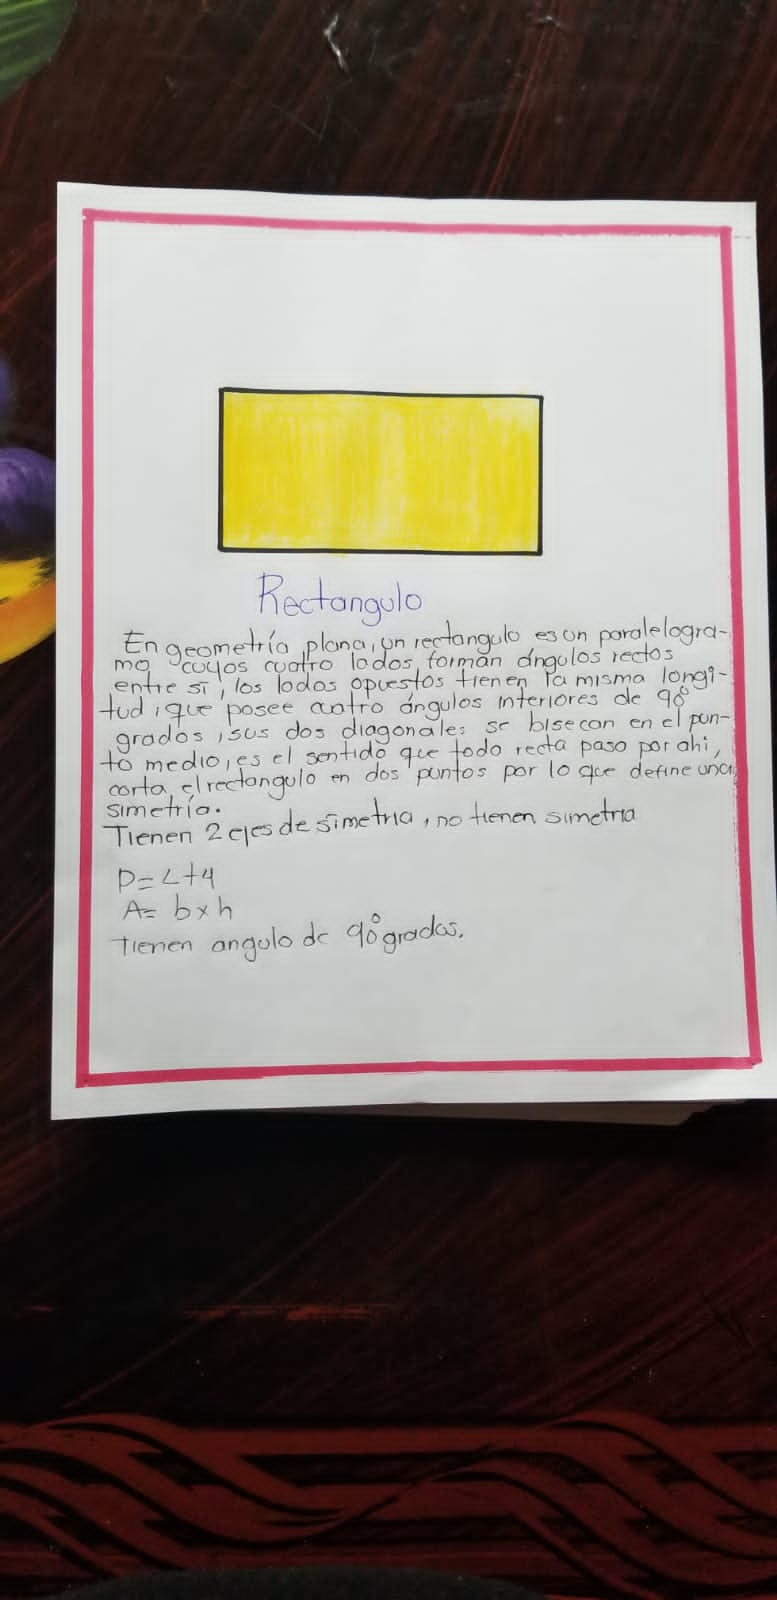 Rectangulo
En geometría plana, un rectangulo es un paralelogra-
mo cuyos cuatro lados, forman ángulos rectos
entre sí, los lados opuestos tienen la misma longi-
tud, que posee cuatro ángulos interiores de 90°
grados, sus dos diagonales se bisecan en el pun-
to medio, es el sentido que toda recta paso por ahi,
corta, el rectangulo en dos puntos por lo que define una
simetría.
Tienen 2 ejes de simetria, no tienen simetria
P=L+4
A= b×h
Tienen angulo de 90° grados.